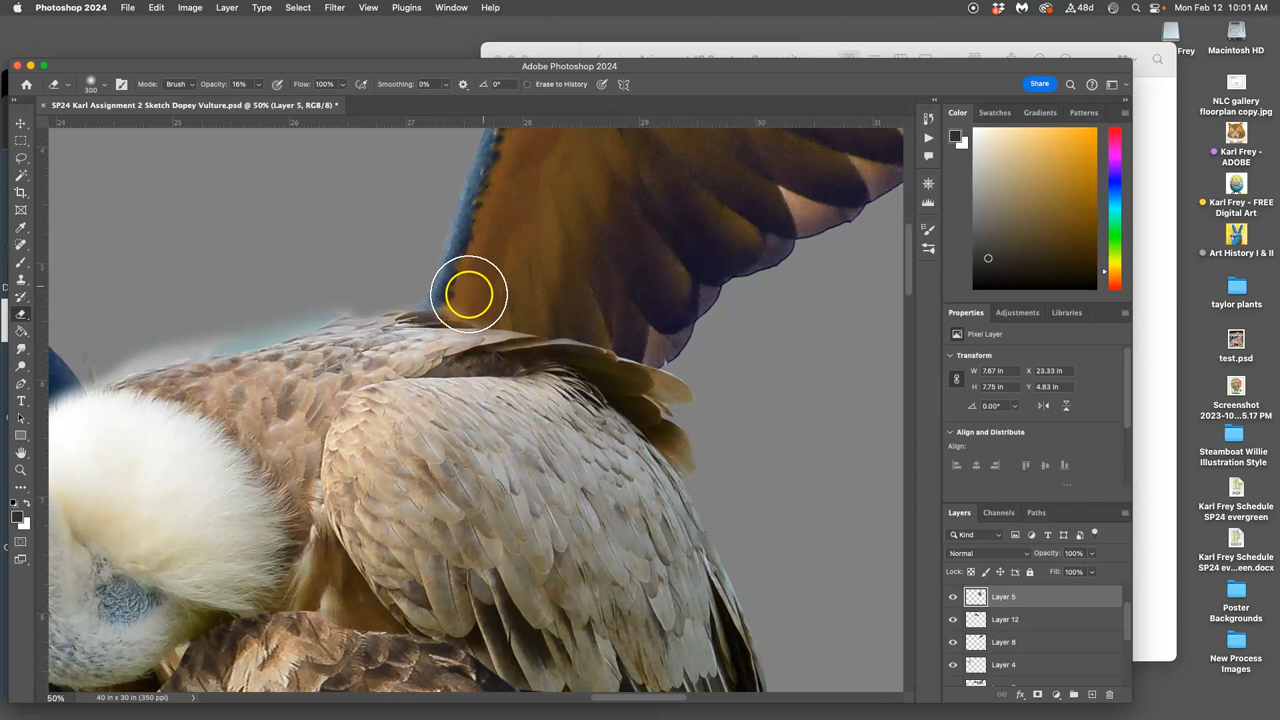 Photoshop 2024 File Edit Image Layer Type Select Filter View Plugins Window Help 48d Mon Feb 12 10:01 AM
Adobe Photoshop 2024
300 Mode: Brush Opacity: 16% Flow: 100% Smoothing: 0% 0° Erase to History Share
SP24 Karl Assignment 2 Sketch Dopey Vulture.psd @ 50% (Layer 5, RGB/8) *
24 25 26 27 28 29 30 31
Color Swatches Gradients Patterns
Properties Adjustments Libraries
Pixel Layer
Transform
W 7.67 in X 23.33 in
H 7.75 in Y 4.83 in
0.00°
Align and Distribute
Align:
Layers Channels Paths
Kind
Normal Opacity: 100%
Lock: Fill: 100%
Layer 5
Layer 12
Layer 8
Layer 4
50% 40 in x 30 in (350 ppi)
Frey
Macintosh HD
NLC gallery
floorplan copy.jpg
Karl Frey -
ADOBE
Karl Frey - FREE
Digital Art
Art History I & II
taylor plants
test.psd
Screenshot
2023-10...5.17 PM
Steamboat Willie
Illustration Style
Karl Frey Schedule
SP24 evergreen
Karl Frey Schedule
SP24 ev...een.docx
Poster
Backgrounds
New Process
Images